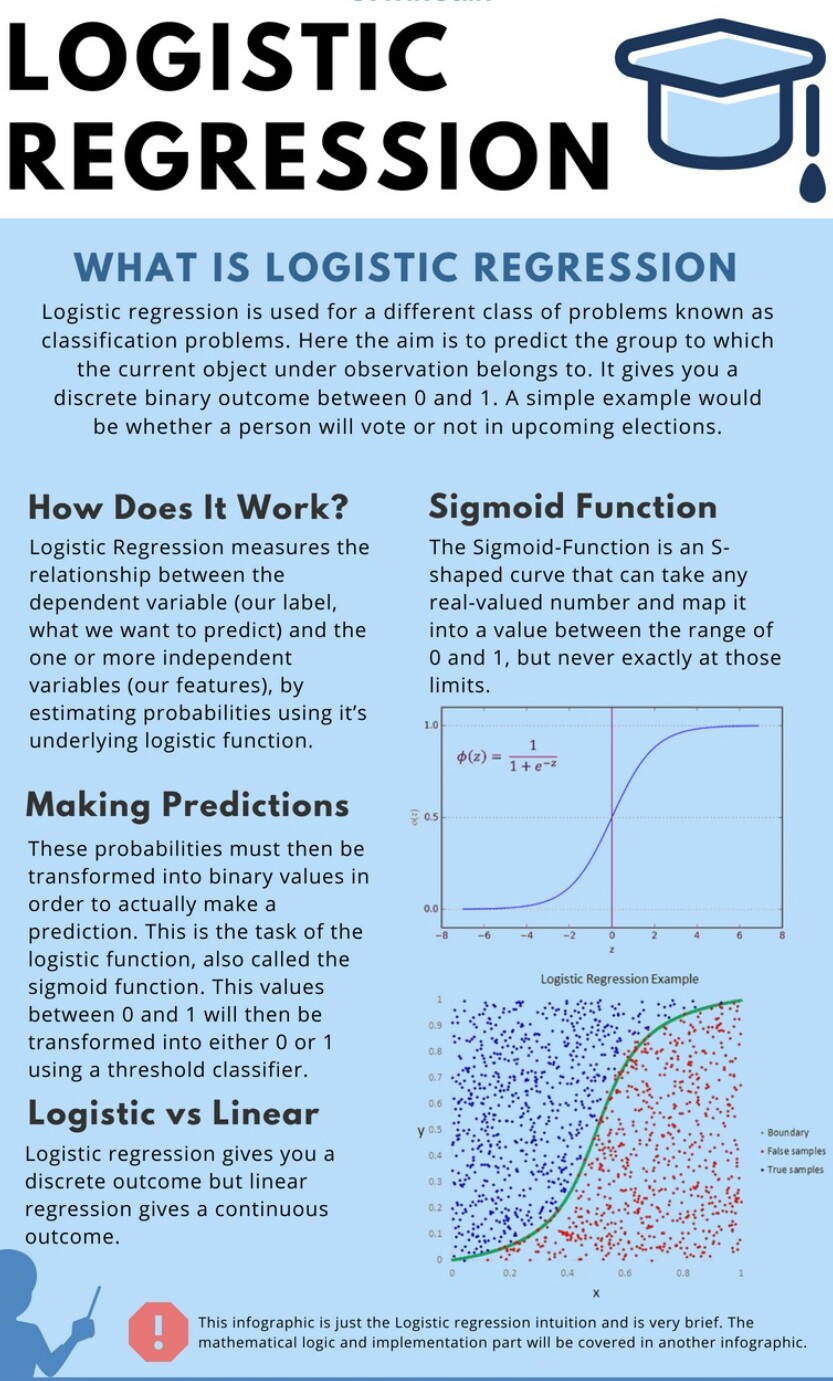 LOGISTIC
REGRESSION
WHAT IS LOGISTIC REGRESSION
Logistic regression is used for a different class of problems known as
classification problems. Here the aim is to predict the group to which
the current object under observation belongs to. It gives you a
discrete binary outcome between 0 and 1. A simple example would
be whether a person will vote or not in upcoming elections.
How Does It Work?
Logistic Regression measures the
relationship between the
dependent variable (our label,
what we want to predict) and the
one or more independent
variables (our features), by
estimating probabilities using it’s
underlying logistic function.
Making Predictions
These probabilities must then be
transformed into binary values in
order to actually make a
prediction. This is the task of the
logistic function, also called the
sigmoid function. This values
between 0 and 1 will then be
transformed into either 0 or 1
using a threshold classifier.
Logistic vs Linear
Logistic regression gives you a
discrete outcome but linear
regression gives a continuous
outcome.
Sigmoid Function
The Sigmoid-Function is an S-
shaped curve that can take any
real-valued number and map it
into a value between the range of
0 and 1, but never exactly at those
limits.
1.0
ϕ(z) = 1 / 1 + e^−z
ϕ(z)
0.5
0.0
−8 −6 −4 −2 0 2 4 6 8
z
Logistic Regression Example
1
0.9
0.8
0.7
0.6
y 0.5
0.4
0.3
0.2
0.1
0
0 0.2 0.4 0.6 0.8 1
x
Boundary
False samples
True samples
This infographic is just the Logistic regression intuition and is very brief. The
mathematical logic and implementation part will be covered in another infographic.